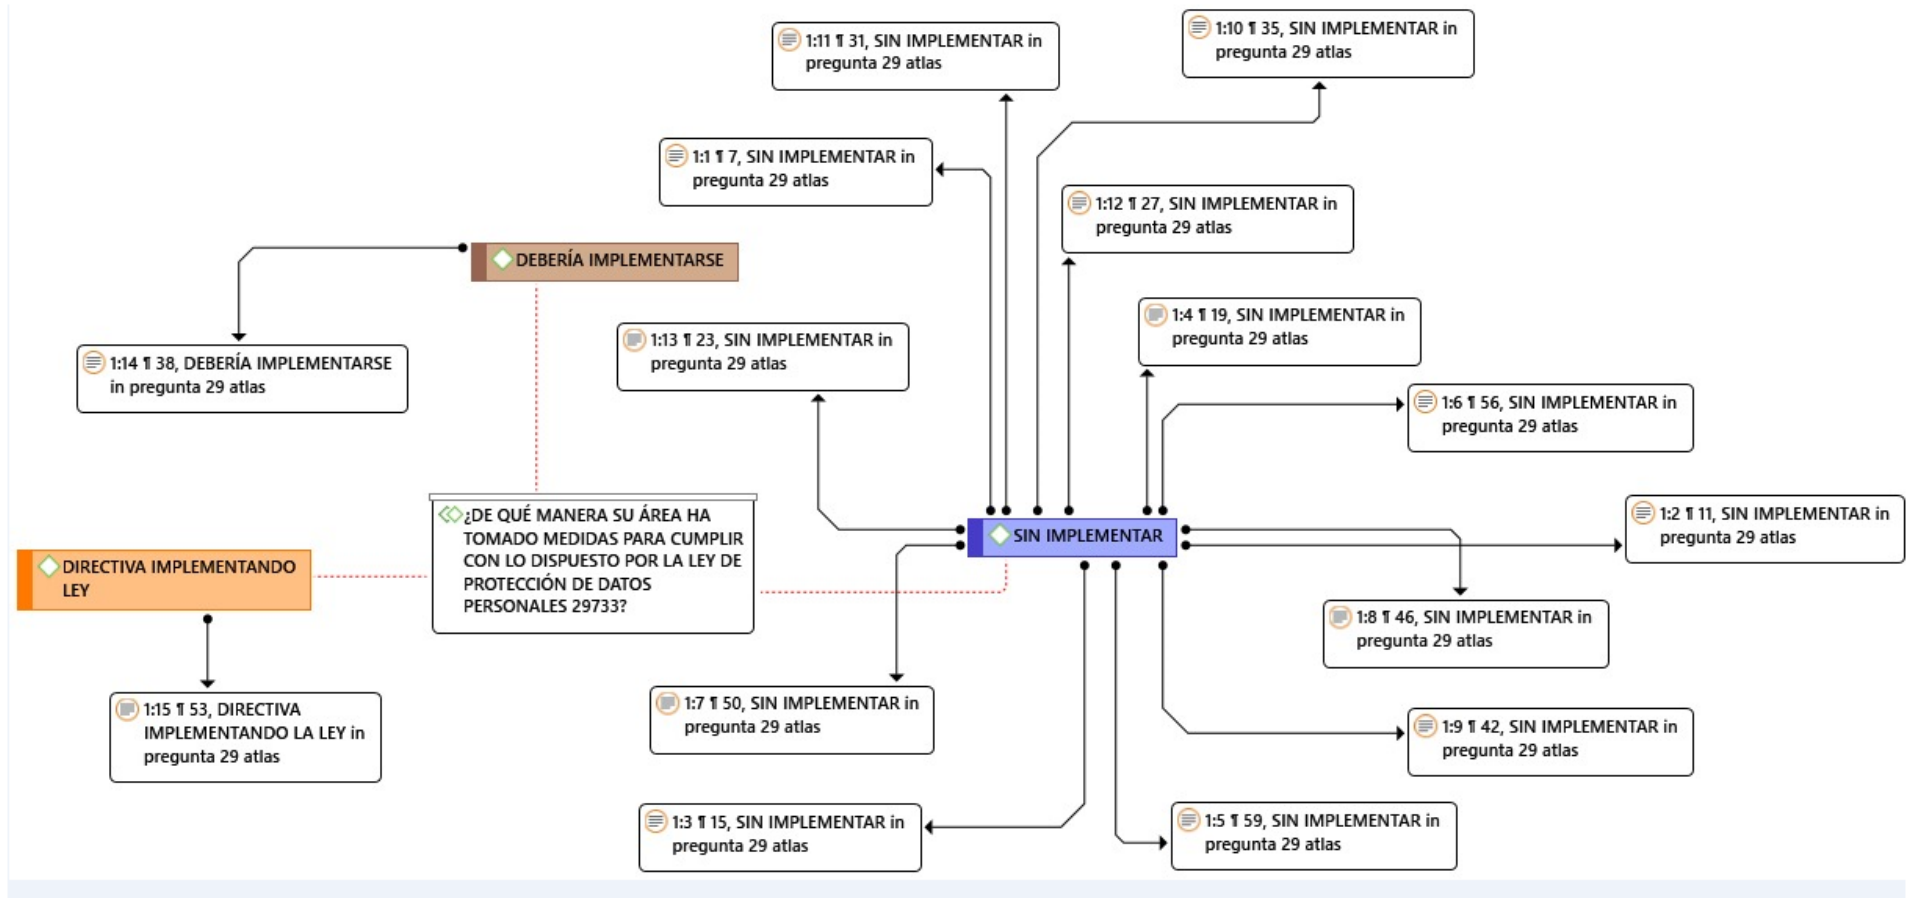 1:11 ¶ 31, SIN IMPLEMENTAR in
pregunta 29 atlas
1:10 ¶ 35, SIN IMPLEMENTAR in
pregunta 29 atlas
1:1 ¶ 7, SIN IMPLEMENTAR in
pregunta 29 atlas
1:12 ¶ 27, SIN IMPLEMENTAR in
pregunta 29 atlas
DEBERÍA IMPLEMENTARSE
1:4 ¶ 19, SIN IMPLEMENTAR in
pregunta 29 atlas
1:13 ¶ 23, SIN IMPLEMENTAR in
pregunta 29 atlas
1:14 ¶ 38, DEBERÍA IMPLEMENTARSE
in pregunta 29 atlas
1:6 ¶ 56, SIN IMPLEMENTAR in
pregunta 29 atlas
1:2 ¶ 11, SIN IMPLEMENTAR in
pregunta 29 atlas
¿DE QUÉ MANERA SU ÁREA HA
TOMADO MEDIDAS PARA CUMPLIR
CON LO DISPUESTO POR LA LEY DE
PROTECCIÓN DE DATOS
PERSONALES 29733?
SIN IMPLEMENTAR
DIRECTIVA IMPLEMENTANDO
LEY
1:8 ¶ 46, SIN IMPLEMENTAR in
pregunta 29 atlas
1:7 ¶ 50, SIN IMPLEMENTAR in
pregunta 29 atlas
1:15 ¶ 53, DIRECTIVA
IMPLEMENTANDO LA LEY in
pregunta 29 atlas
1:9 ¶ 42, SIN IMPLEMENTAR in
pregunta 29 atlas
1:3 ¶ 15, SIN IMPLEMENTAR in
pregunta 29 atlas
1:5 ¶ 59, SIN IMPLEMENTAR in
pregunta 29 atlas